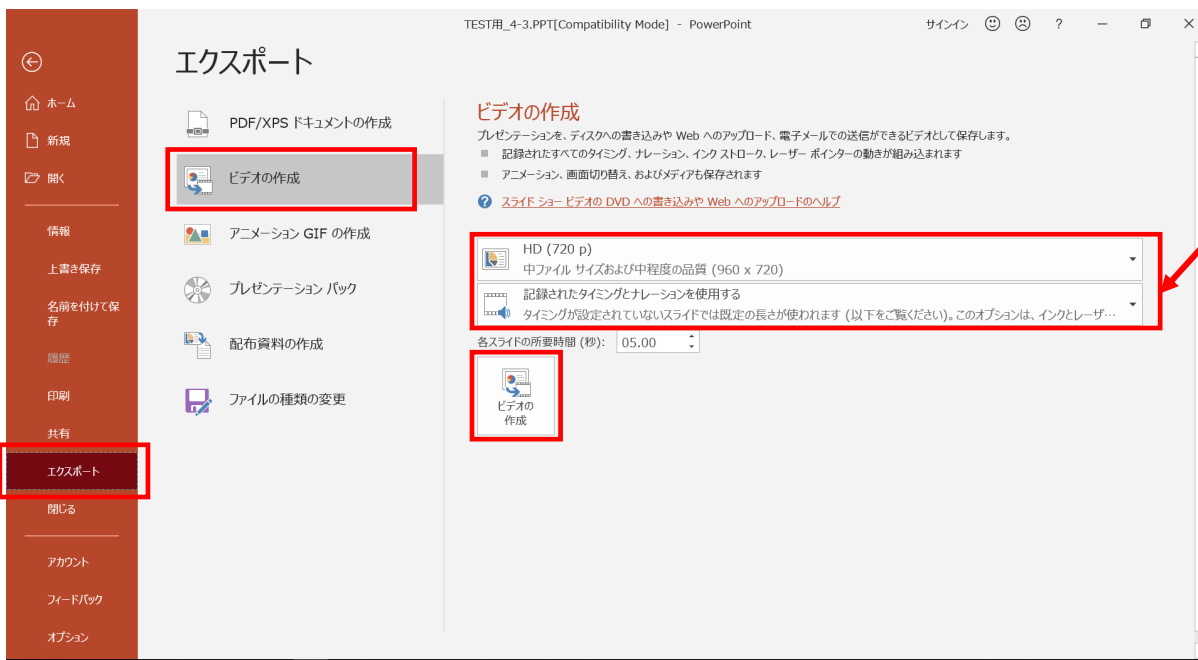 TEST用_4-3.PPT[Compatibility Mode] - PowerPoint
サインイン
?
エクスポート
ホーム
新規
開く
情報
上書き保存
名前を付けて保
存
履歴
印刷
共有
エクスポート
閉じる
アカウント
フィードバック
オプション
PDF/XPS ドキュメントの作成
ビデオの作成
アニメーション GIF の作成
プレゼンテーション パック
配布資料の作成
ファイルの種類の変更
ビデオの作成
プレゼンテーションを、ディスクへの書き込みや Web へのアップロード、電子メールでの送信ができるビデオとして保存します。
記録されたすべてのタイミング、ナレーション、インク ストローク、レーザー ポインターの動きが組み込まれます
アニメーション、画面切り替え、およびメディアも保存されます
スライド ショー ビデオの DVD への書き込みや Web へのアップロードのヘルプ
HD (720 p)
中ファイル サイズおよび中程度の品質 (960 x 720)
記録されたタイミングとナレーションを使用する
タイミングが設定されていないスライドでは既定の長さが使われます (以下をご覧ください)。このオプションは、インクとレーザ…
各スライドの所要時間 (秒): 05.00
ビデオの
作成